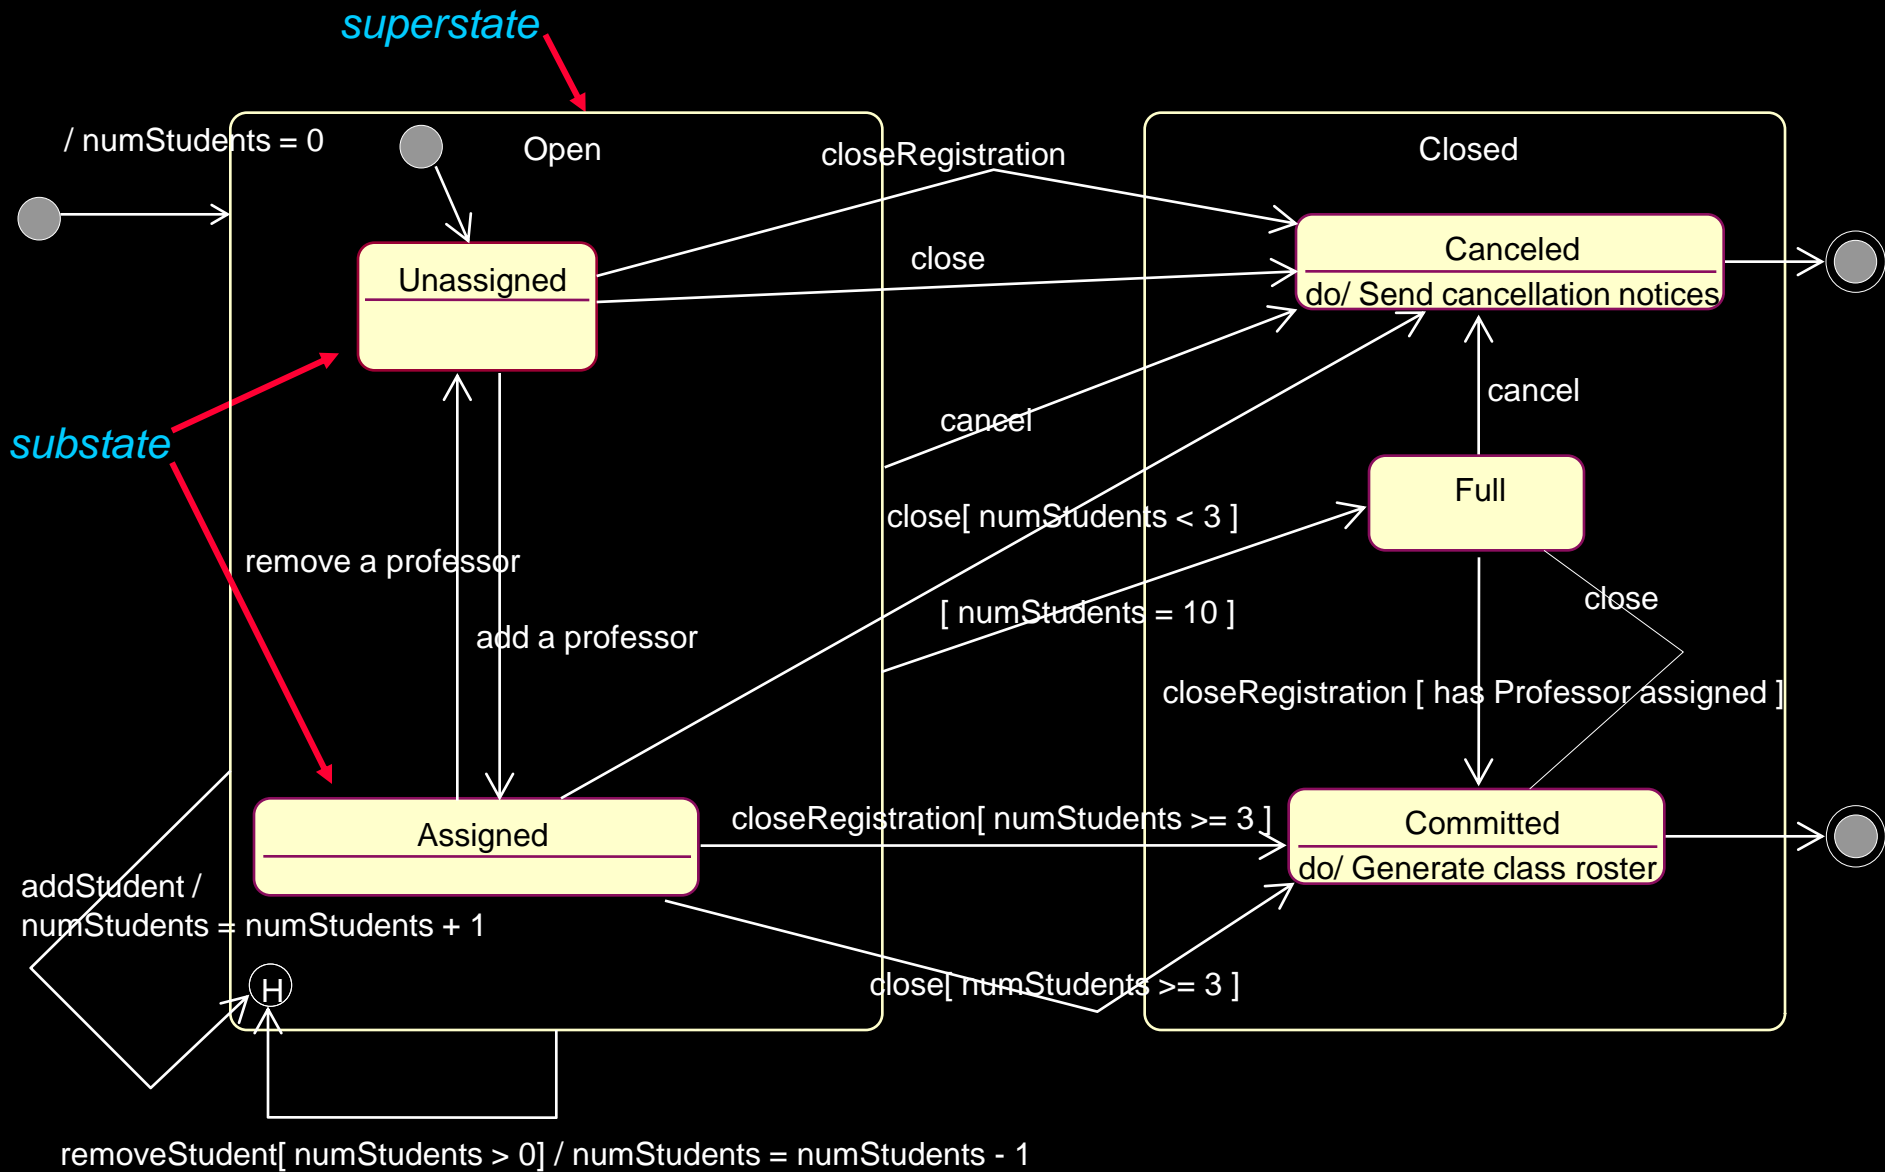 superstate
/ numStudents = 0
Open
closeRegistration
Closed
Unassigned
close
Canceled
do/ Send cancellation notices
substate
cancel
cancel
Full
close[ numStudents < 3 ]
remove a professor
add a professor
[ numStudents = 10 ]
close
closeRegistration [ has Professor assigned ]
Assigned
closeRegistration[ numStudents >= 3 ]
Committed
do/ Generate class roster
addStudent /
numStudents = numStudents + 1
H
close[ numStudents >= 3 ]
removeStudent[ numStudents > 0] / numStudents = numStudents - 1